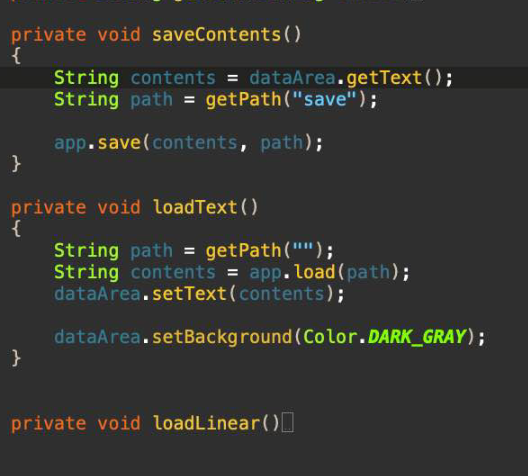 private void saveContents()
{
    String contents = dataArea.getText();
    String path = getPath("save");

    app.save(contents, path);
}

private void loadText()
{
    String path = getPath("");
    String contents = app.load(path);
    dataArea.setText(contents);

    dataArea.setBackground(Color.DARK_GRAY);
}

private void loadLinear()